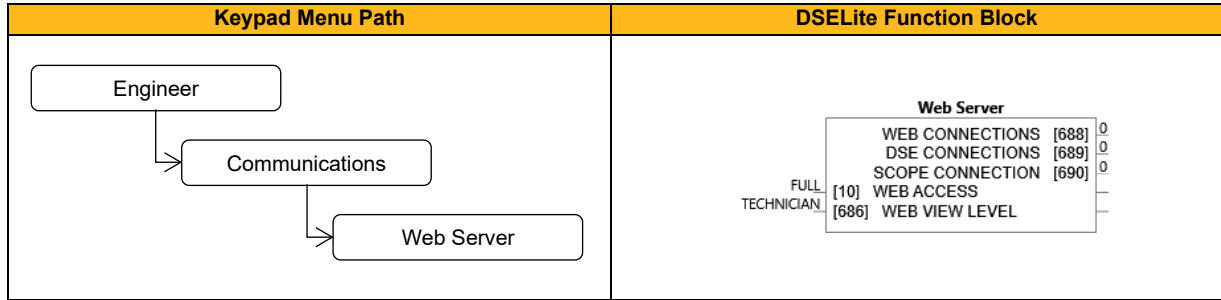 Keypad Menu Path
DSELite Function Block
Engineer
Communications
Web Server
Web Server
WEB CONNECTIONS [688] 0
DSE CONNECTIONS [689] 0
SCOPE CONNECTION [690] 0
FULL [10] WEB ACCESS
TECHNICIAN [686] WEB VIEW LEVEL